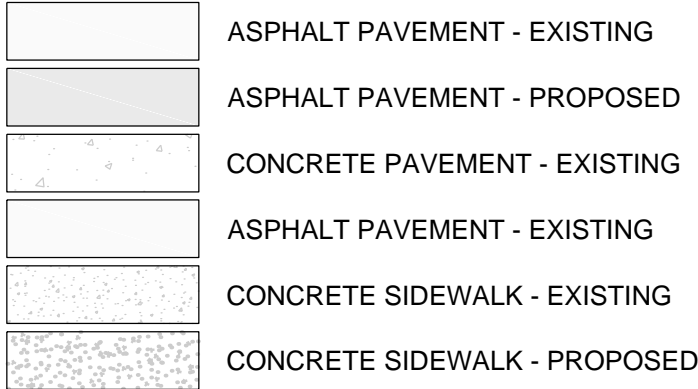 ASPHALT PAVEMENT - EXISTING
ASPHALT PAVEMENT - PROPOSED
CONCRETE PAVEMENT - EXISTING
ASPHALT PAVEMENT - EXISTING
CONCRETE SIDEWALK - EXISTING
CONCRETE SIDEWALK - PROPOSED